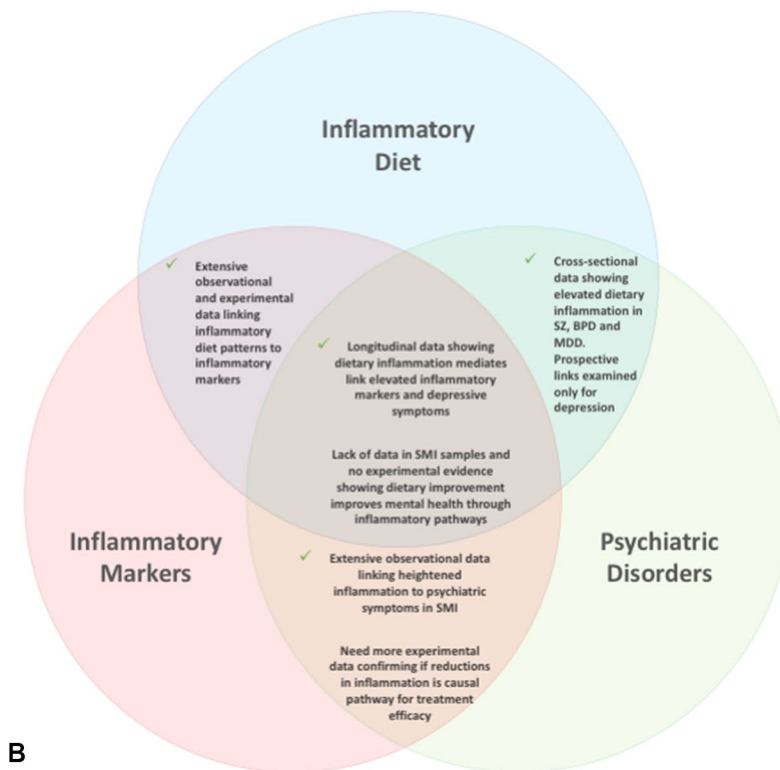 Inflammatory
Diet
Extensive
observational
and experimental
data linking
inflammatory
diet patterns to
inflammatory
markers
Cross-sectional
data showing
elevated dietary
inflammation in
SZ, BPD and
MDD.
Prospective
links examined
only for
depression
Longitudinal data showing
dietary inflammation mediates
link elevated inflammatory
markers and depressive
symptoms
Lack of data in SMI samples and
no experimental evidence
showing dietary improvement
improves mental health through
inflammatory pathways
Inflammatory
Markers
Psychiatric
Disorders
Extensive observational data
linking heightened
inflammation to psychiatric
symptoms in SMI
Need more experimental
data confirming if reductions
in inflammation is causal
pathway for treatment
efficacy
B